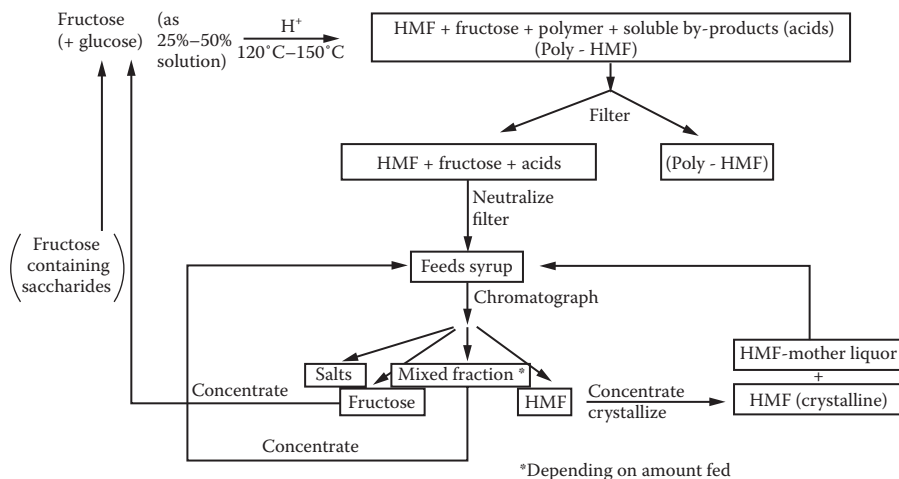 Fructose
(+ glucose)
(as
25%–50%
solution)
H+
120˚C–150˚C
HMF + fructose + polymer + soluble by-products (acids)
(Poly - HMF)
Filter
HMF + fructose + acids
(Poly - HMF)
Neutralize
filter
(Fructose
containing
saccharides)
Feeds syrup
Chromatograph
Salts
Mixed fraction *
Fructose
HMF
Concentrate
Concentrate
crystallize
HMF-mother liquor
+
HMF (crystalline)
Concentrate
*Depending on amount fed